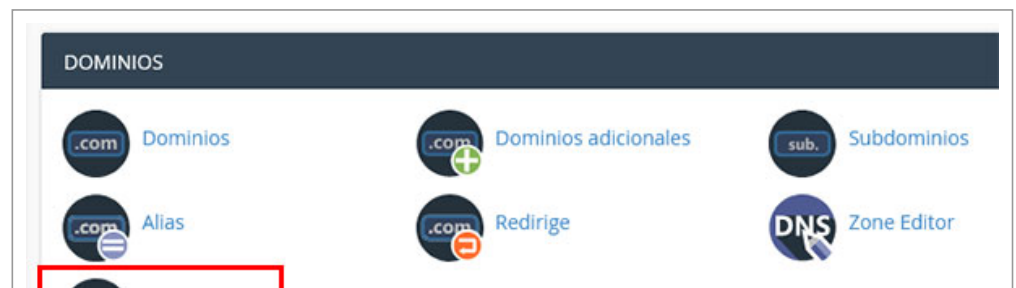 DOMINIOS
.com Dominios
.com Dominios adicionales
sub. Subdominios
.com Alias
.com Redirige
DNS Zone Editor